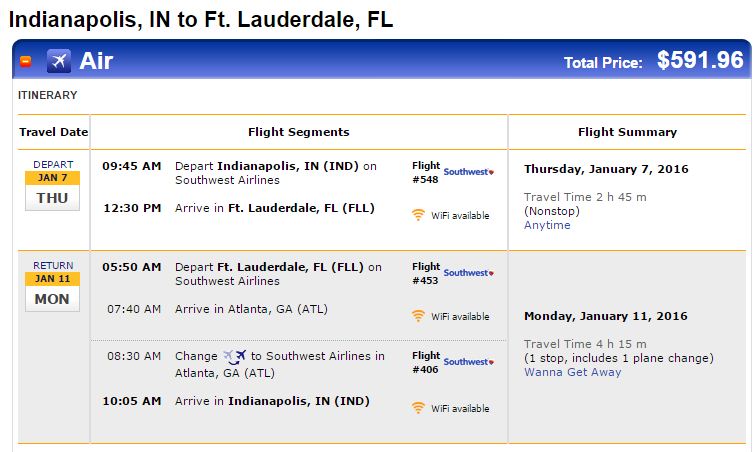 Indianapolis, IN to Ft. Lauderdale, FL
Air
Total Price: $591.96
ITINERARY
Travel Date Flight Segments Flight Summary
DEPART
JAN 7
THU
09:45 AM Depart Indianapolis, IN (IND) on
Southwest Airlines
Flight
#548
Southwest
12:30 PM Arrive in Ft. Lauderdale, FL (FLL)
WiFi available
Thursday, January 7, 2016
Travel Time 2 h 45 m
(Nonstop)
Anytime
RETURN
JAN 11
MON
05:50 AM Depart Ft. Lauderdale, FL (FLL) on
Southwest Airlines
Flight
#453
Southwest
07:40 AM Arrive in Atlanta, GA (ATL)
WiFi available
08:30 AM Change to Southwest Airlines in
Atlanta, GA (ATL)
Flight
#406
Southwest
10:05 AM Arrive in Indianapolis, IN (IND)
WiFi available
Monday, January 11, 2016
Travel Time 4 h 15 m
(1 stop, includes 1 plane change)
Wanna Get Away